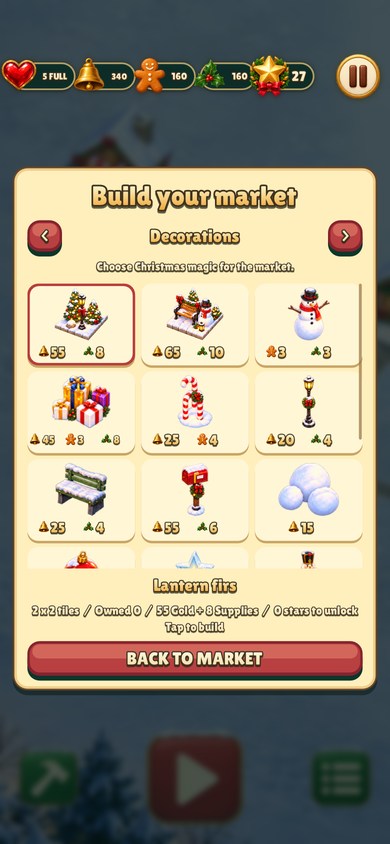 5 FULL 340 160 160 27
Build your market
Decorations
Choose Christmas magic for the market.
55 8 65 10 3 3
45 3 8 25 4 20 4
25 4 55 6 15
Lantern firs
2 x 2 tiles / Owned 0 / 55 Gold + 8 Supplies / 0 stars to unlock
Tap to build
BACK TO MARKET